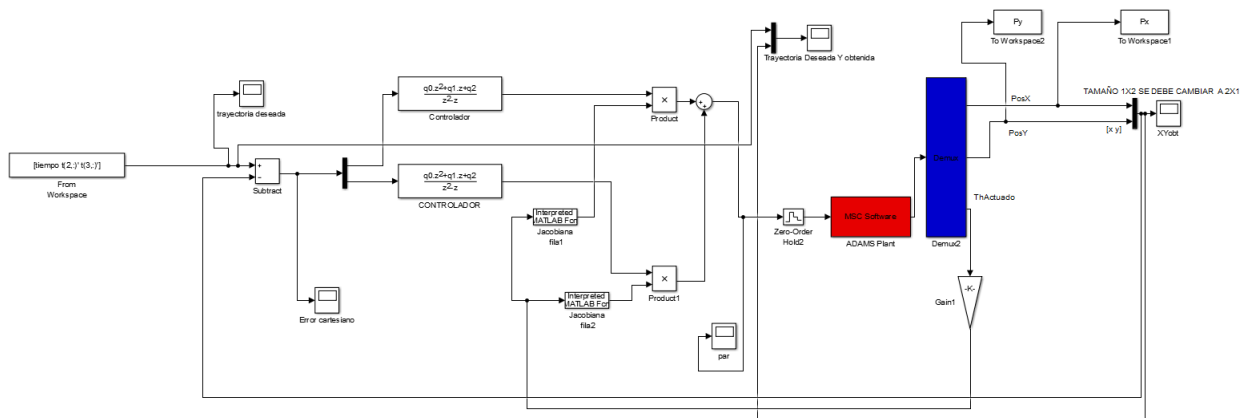 Py
To Workspace2
Px
To Workspace1
Trayectoria Deseada Y obtenida
trayectoria deseada
q0.z²+q1.z+q2
z²-z
Controlador
×
Product
+
+
TAMAÑO 1X2 SE DEBE CAMBIAR A 2X1
PosX
PosY
[x y]
XYobt
[tiempo t(2,:)' t(3,:)']
From
Workspace
+
−
Subtract
q0.z²+q1.z+q2
z²-z
CONTROLADOR
Demux
Demux2
ThActuado
Interpreted
MATLAB Fcn
Jacobiana
fila1
Zero-Order
Hold2
MSC Software
ADAMS Plant
×
Product1
Interpreted
MATLAB Fcn
Jacobiana
fila2
-K-
Gain1
Error cartesiano
par